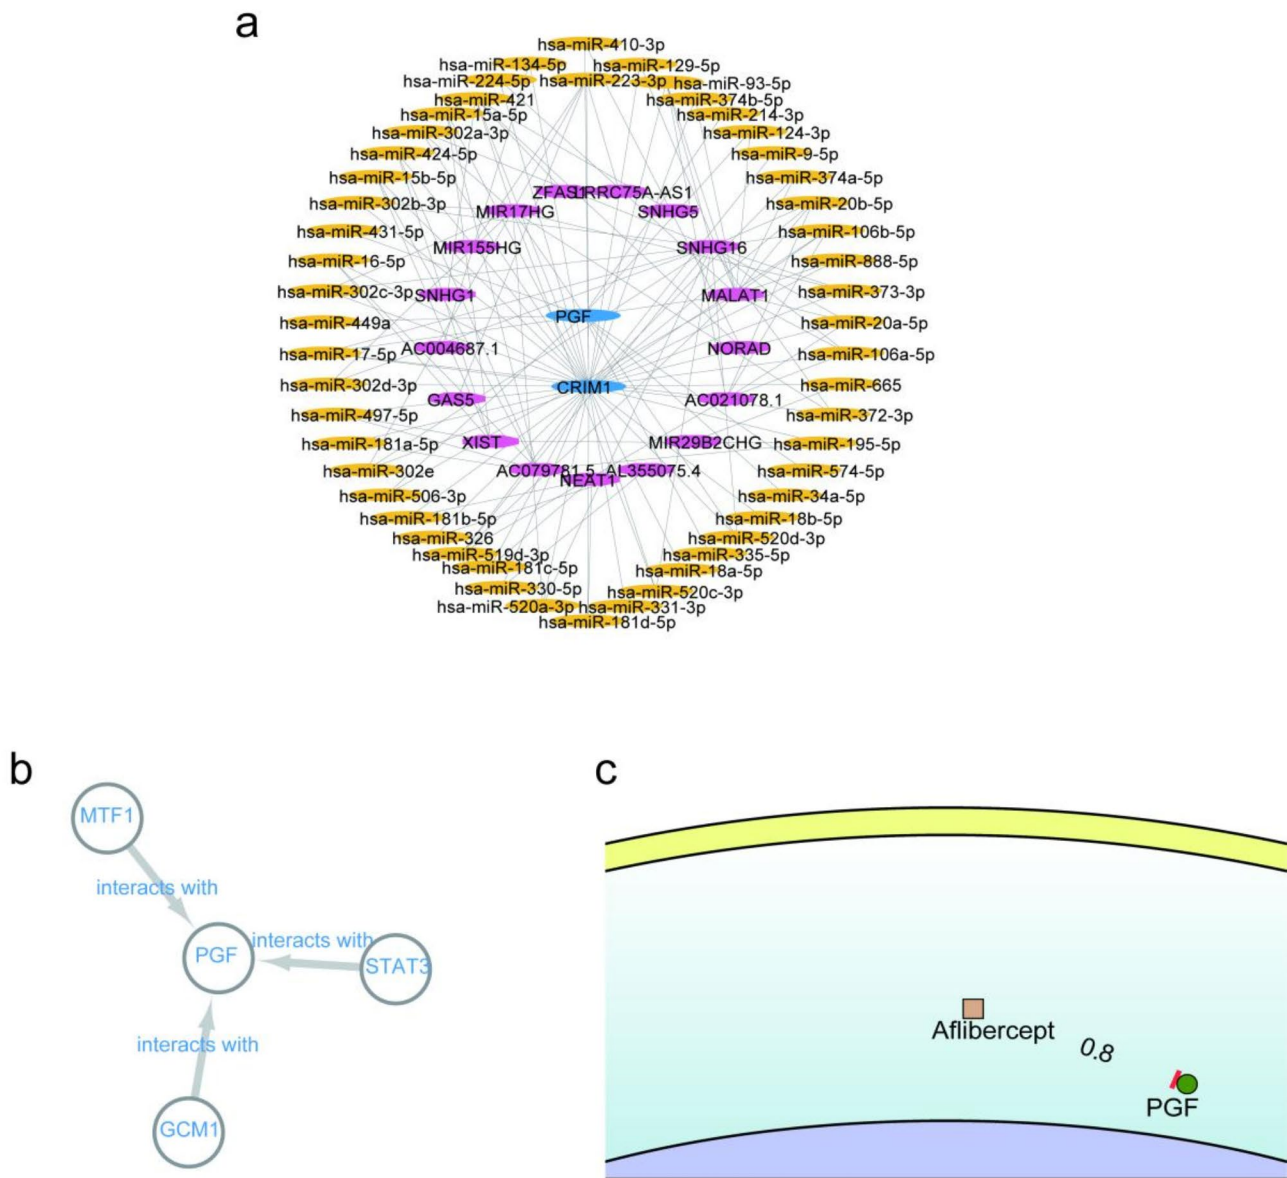 a
hsa-miR-410-3p
hsa-miR-134-5p hsa-miR-129-5p
hsa-miR-224-5p hsa-miR-223-3p hsa-miR-93-5p
hsa-miR-421 hsa-miR-374b-5p
hsa-miR-15a-5p hsa-miR-214-3p
hsa-miR-302a-3p hsa-miR-124-3p
hsa-miR-424-5p hsa-miR-9-5p
hsa-miR-15b-5p hsa-miR-374a-5p
ZFAS1 LRRC75A-AS1
hsa-miR-302b-3p MIR17HG SNHG5 hsa-miR-20b-5p
hsa-miR-431-5p hsa-miR-106b-5p
MIR155HG SNHG16
hsa-miR-16-5p hsa-miR-888-5p
hsa-miR-302c-3p SNHG1 MALAT1 hsa-miR-373-3p
PGF
hsa-miR-449a hsa-miR-20a-5p
hsa-miR-17-5p AC004687.1 NORAD hsa-miR-106a-5p
hsa-miR-302d-3p CRIM1 hsa-miR-665
GAS5 AC021078.1
hsa-miR-497-5p hsa-miR-372-3p
hsa-miR-181a-5p XIST MIR29B2CHG hsa-miR-195-5p
hsa-miR-302e AC079781.5 AL355075.4 hsa-miR-574-5p
NEAT1
hsa-miR-506-3p hsa-miR-34a-5p
hsa-miR-181b-5p hsa-miR-18b-5p
hsa-miR-326 hsa-miR-520d-3p
hsa-miR-519d-3p hsa-miR-335-5p
hsa-miR-181c-5p hsa-miR-18a-5p
hsa-miR-330-5p hsa-miR-520c-3p
hsa-miR-520a-3p hsa-miR-331-3p
hsa-miR-181d-5p
b
MTF1
interacts with
PGF
interacts with
STAT3
interacts with
GCM1
c
Aflibercept
0.8
PGF